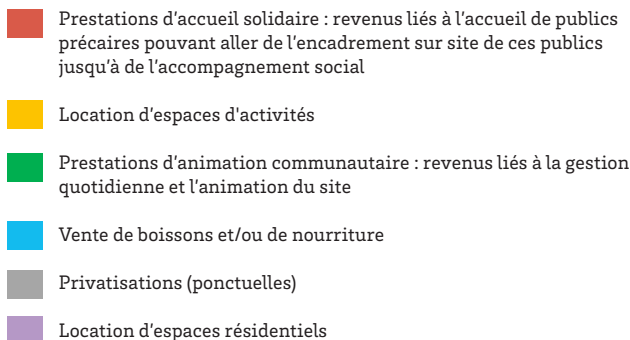 Prestations d'accueil solidaire : revenus liés à l'accueil de publics
précaires pouvant aller de l'encadrement sur site de ces publics
jusqu'à de l'accompagnement social
Location d'espaces d'activités
Prestations d'animation communautaire : revenus liés à la gestion
quotidienne et l'animation du site
Vente de boissons et/ou de nourriture
Privatisations (ponctuelles)
Location d'espaces résidentiels